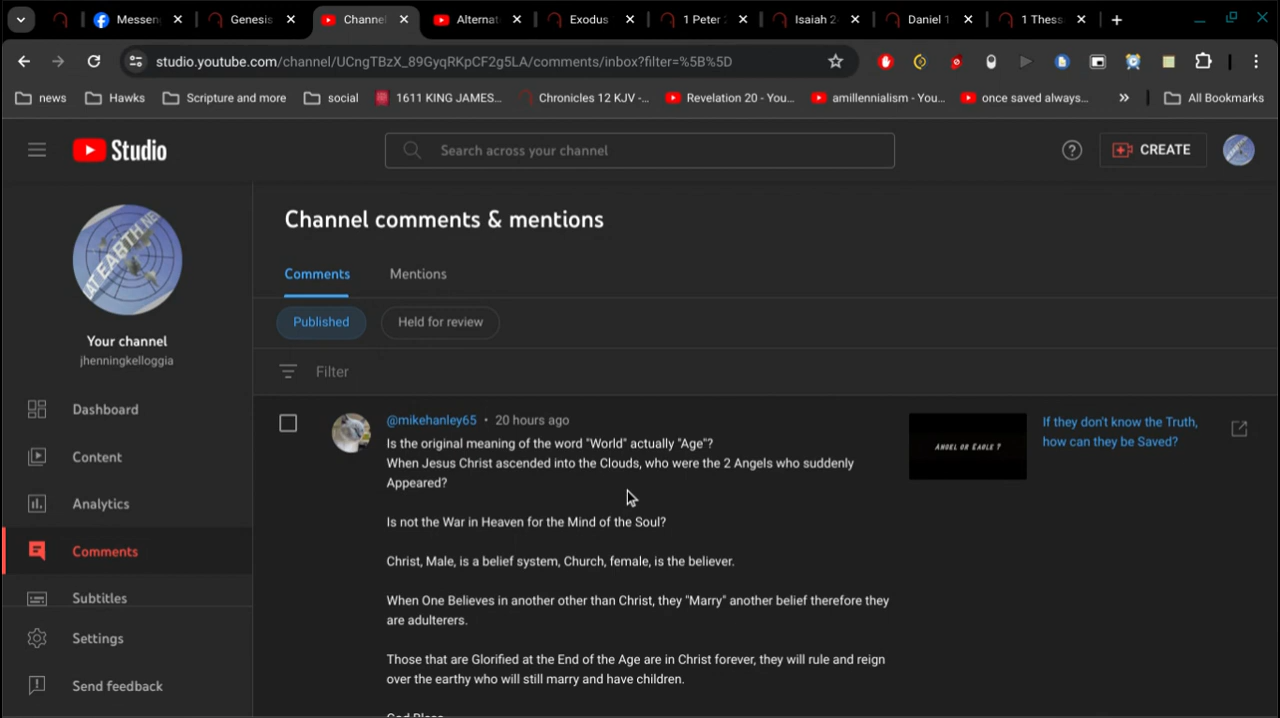 Messen
Genesis
Channel
Alternat
Exodus
1 Peter
Isaiah 2
Daniel 1
1 Thess
studio.youtube.com/channel/UCngTBzX_89GyqRKpCF2g5LA/comments/inbox?filter=%5B%5D
news
Hawks
Scripture and more
social
1611 KING JAMES...
Chronicles 12 KJV -...
Revelation 20 - You...
amillennialism - You...
once saved always...
All Bookmarks
Studio
Search across your channel
CREATE
AT EARTH.NE
Your channel
jhenningkelloggia
Dashboard
Content
Analytics
Comments
Subtitles
Settings
Send feedback
Channel comments & mentions
Comments Mentions
Published Held for review
Filter
@mikehanley65 • 20 hours ago
Is the original meaning of the word "World" actually "Age"?
When Jesus Christ ascended into the Clouds, who were the 2 Angels who suddenly
Appeared?
Is not the War in Heaven for the Mind of the Soul?
Christ, Male, is a belief system, Church, female, is the believer.
When One Believes in another other than Christ, they "Marry" another belief therefore they
are adulterers.
Those that are Glorified at the End of the Age are in Christ forever, they will rule and reign
over the earthy who will still marry and have children.
God Bless
ANGEL OR EAGLE ?
If they don't know the Truth,
how can they be Saved?